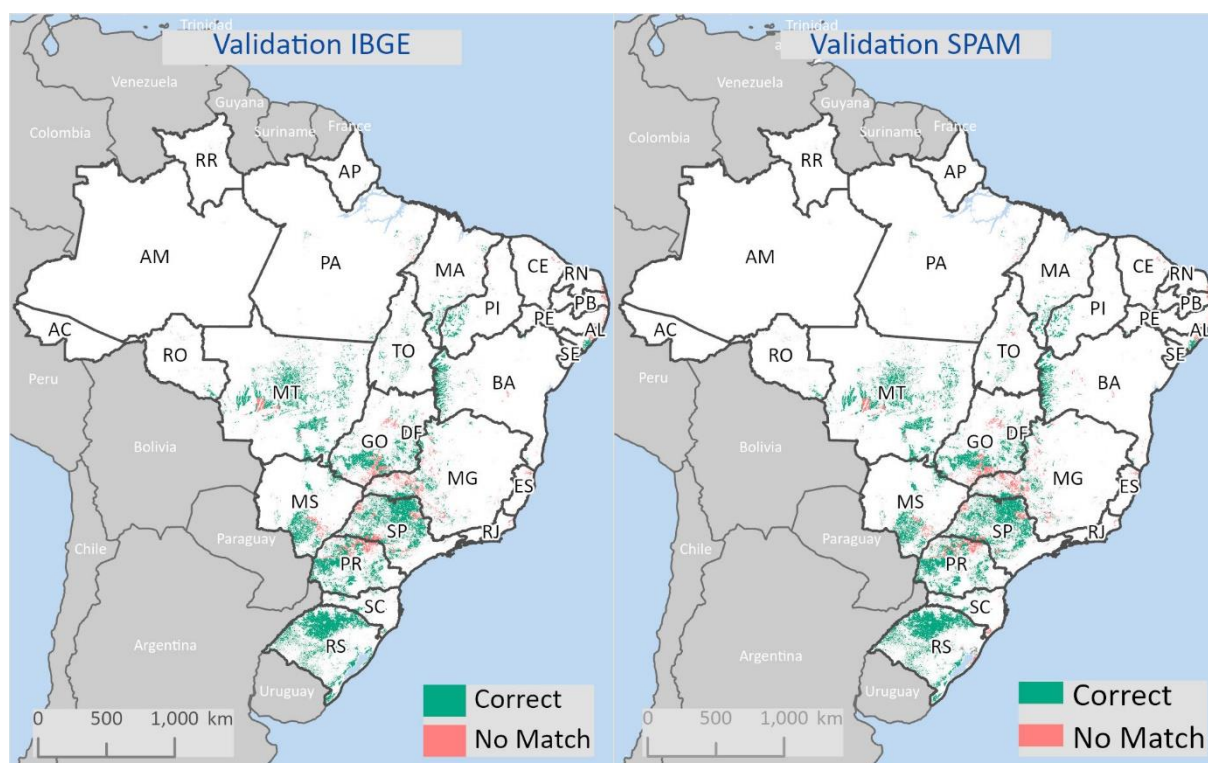 Validation IBGE
Trinidad
Venezuela
Guyana
Colombia
Suriname
France
RR
AP
AM
PA
MA
CE
RN
PB
PI
PE
AL
AC
SE
RO
TO
BA
Peru
MT
Bolivia
GO
DF
MG
ES
MS
SP
RJ
Paraguay
Chile
PR
SC
Argentina
RS
Uruguay
0 500 1,000 km
Correct
No Match
Validation SPAM
Trinidad
Venezuela
Guyana
Colombia
Suriname
France
RR
AP
AM
PA
MA
CE
RN
PB
PI
PE
AL
AC
SE
RO
TO
BA
Peru
MT
Bolivia
GO
DF
MG
ES
MS
SP
RJ
Paraguay
Chile
PR
SC
Argentina
RS
Uruguay
0 500 1,000 km
Correct
No Match